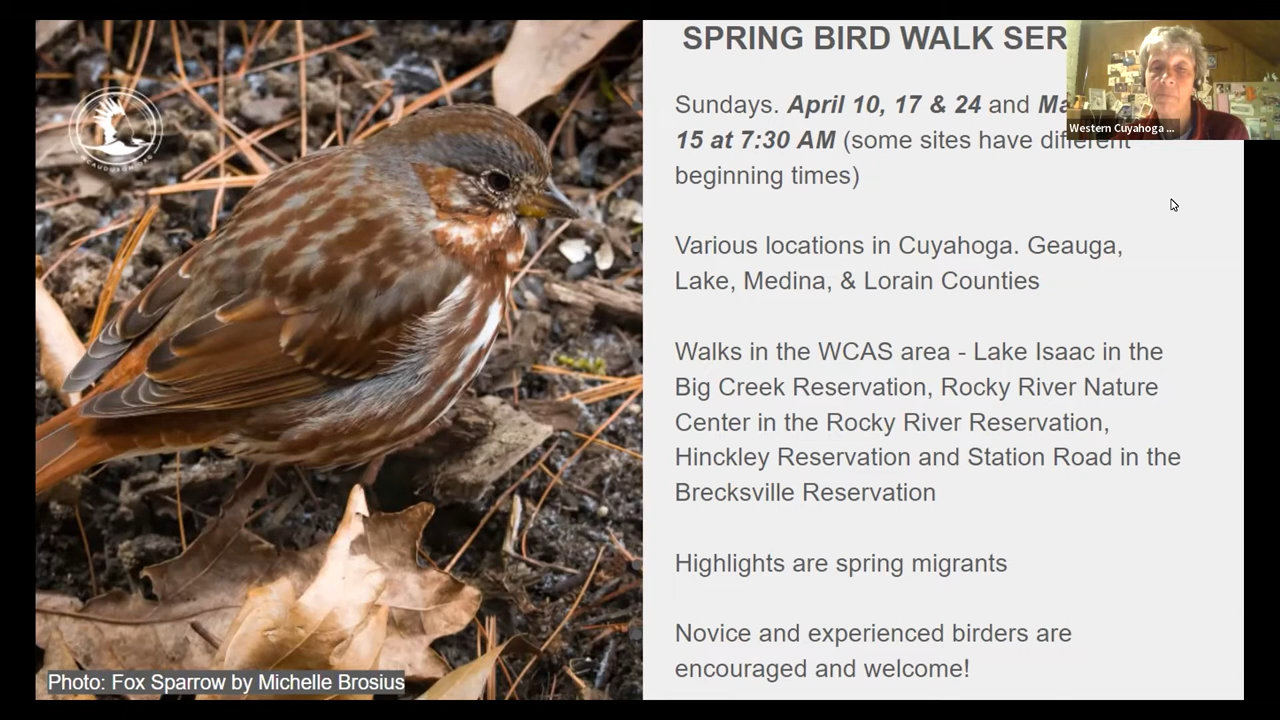 SPRING BIRD WALK SER
Sundays. April 10, 17 & 24 and Ma
15 at 7:30 AM (some sites have different
beginning times)
Various locations in Cuyahoga. Geauga,
Lake, Medina, & Lorain Counties
Walks in the WCAS area - Lake Isaac in the
Big Creek Reservation, Rocky River Nature
Center in the Rocky River Reservation,
Hinckley Reservation and Station Road in the
Brecksville Reservation
Highlights are spring migrants
Novice and experienced birders are
encouraged and welcome!
Western Cuyahoga ...
Photo: Fox Sparrow by Michelle Brosius